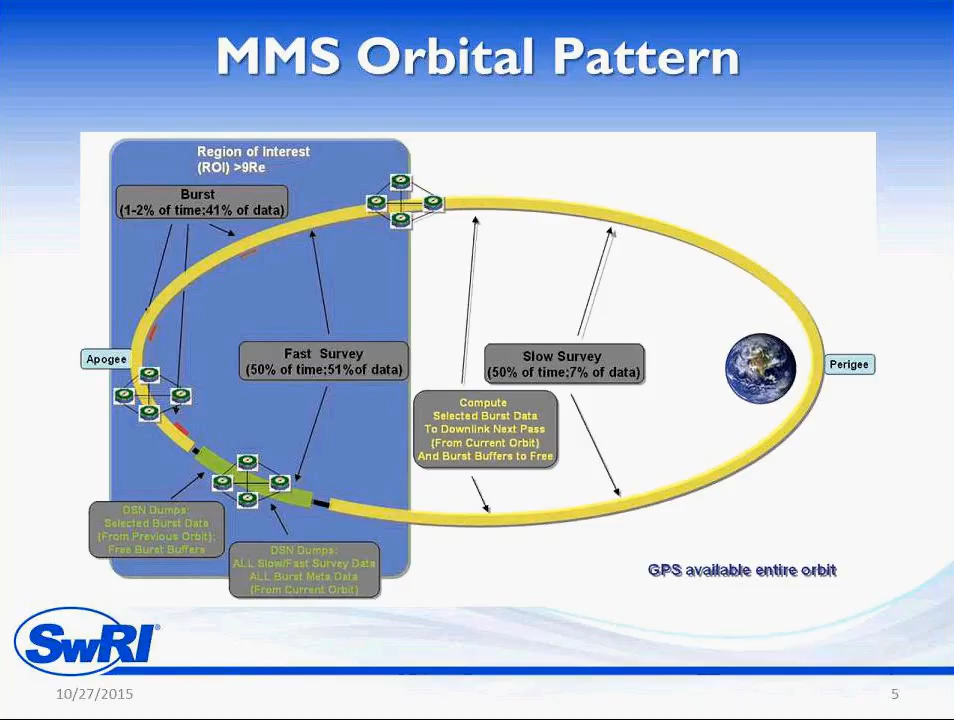 MMS Orbital Pattern
Region of Interest
(ROI) >9Re
Burst
(1-2% of time;41% of data)
Apogee
Fast Survey
(50% of time;51%of data)
Slow Survey
(50% of time;7% of data)
Perigee
Compute
Selected Burst Data
To Downlink Next Pass
(From Current Orbit)
And Burst Buffers to Free
DSN Dumps:
Selected Burst Data
(From Previous Orbit);
Free Burst Buffers
DSN Dumps:
ALL Slow/Fast Survey Data
ALL Burst Meta Data
(From Current Orbit)
GPS available entire orbit
SwRI®
10/27/2015
5